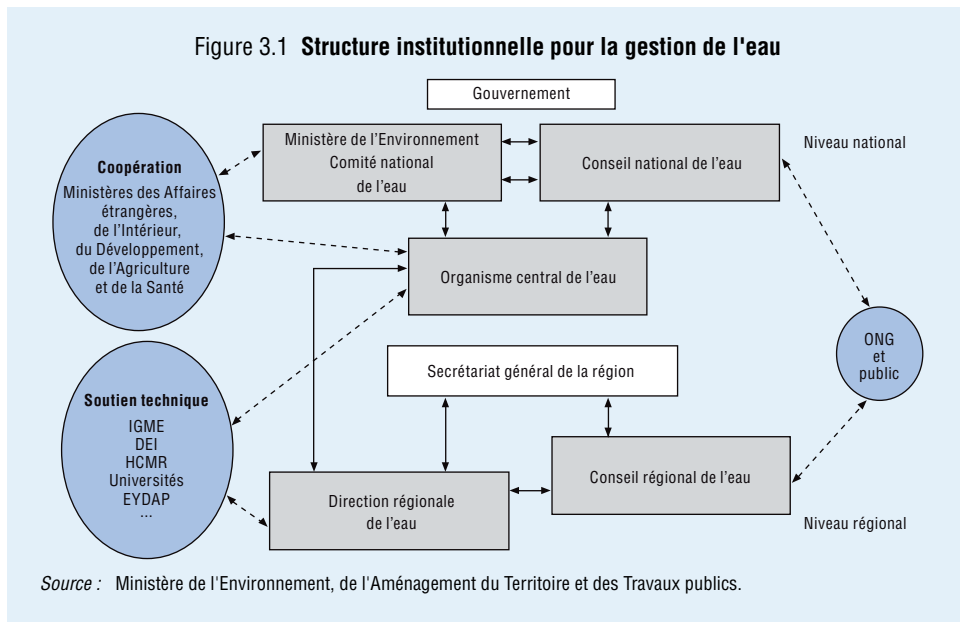 Figure 3.1 Structure institutionnelle pour la gestion de l'eau
Gouvernement
Ministère de l'Environnement
Comité national
de l'eau
Conseil national de l'eau
Niveau national
Coopération
Ministères des Affaires
étrangères,
de l'Intérieur,
du Développement,
de l'Agriculture
et de la Santé
Organisme central de l'eau
ONG
et
public
Secrétariat général de la région
Soutien technique
IGME
DEI
HCMR
Universités
EYDAP
...
Direction régionale
de l'eau
Conseil régional de l'eau
Niveau régional
Source : Ministère de l'Environnement, de l'Aménagement du Territoire et des Travaux publics.